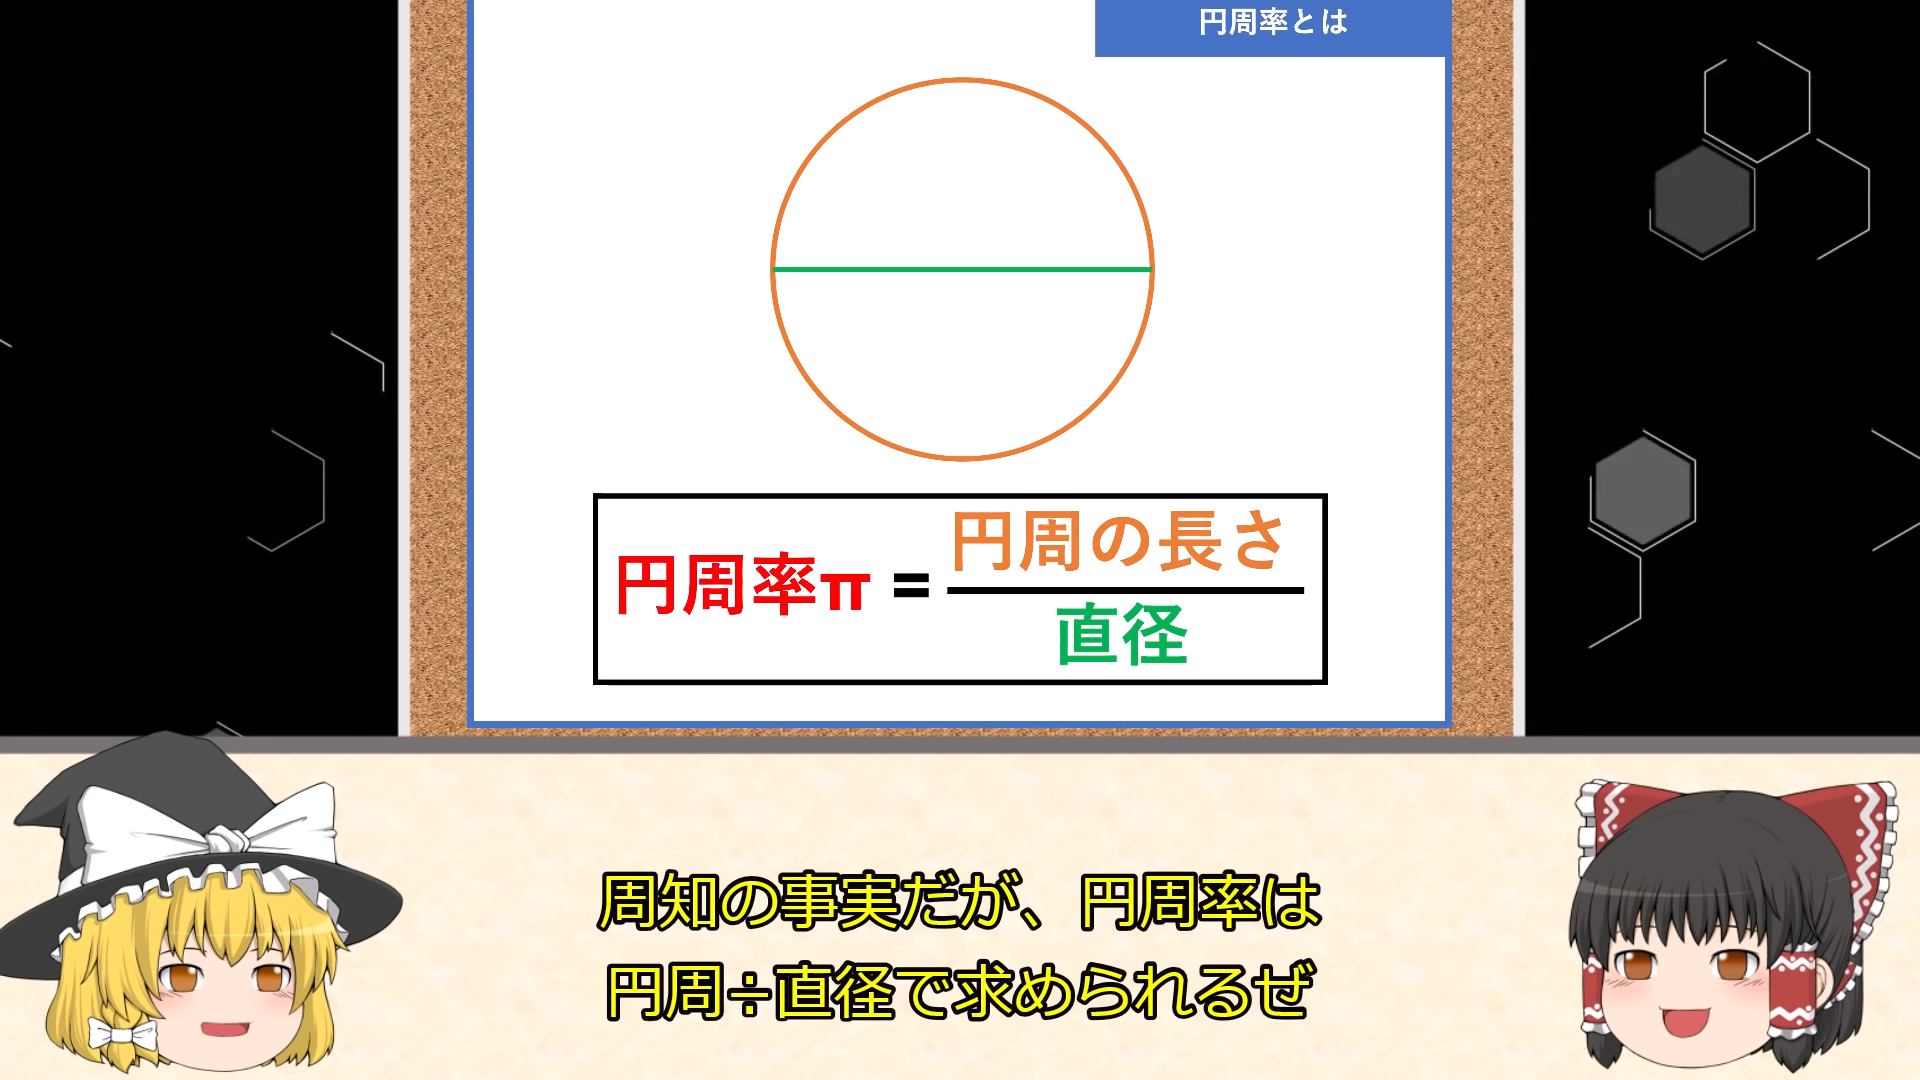 円周率とは
円周率π = 円周の長さ
直径
周知の事実だが、円周率は
円周÷直径で求められるぜ